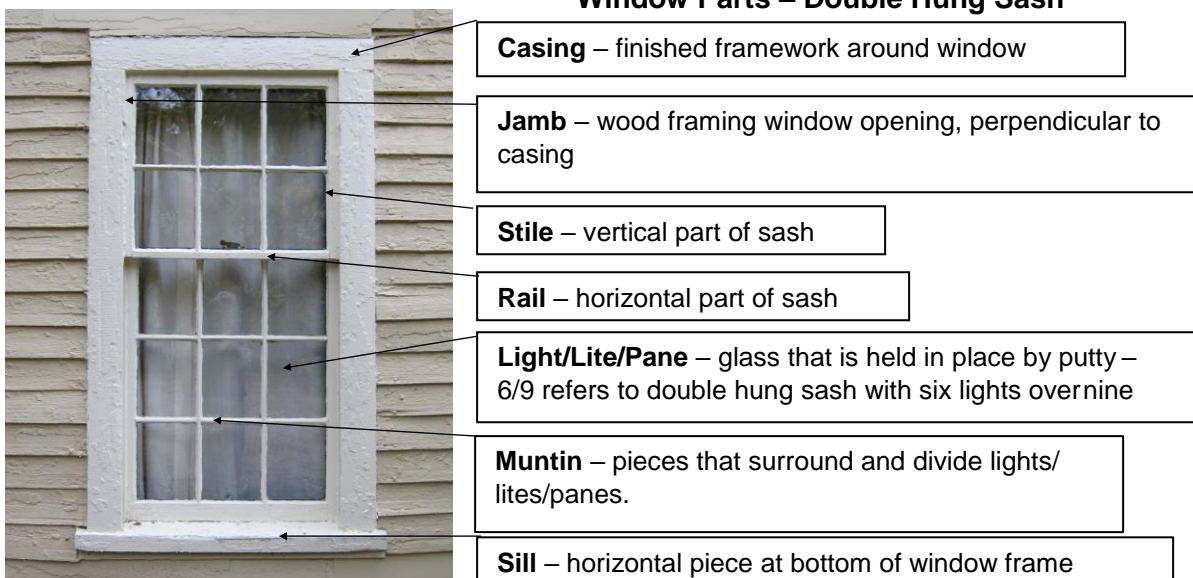 Window Parts – Double Hung Sash
Casing – finished framework around window
Jamb – wood framing window opening, perpendicular to
casing
Stile – vertical part of sash
Rail – horizontal part of sash
Light/Lite/Pane – glass that is held in place by putty –
6/9 refers to double hung sash with six lights overnine
Muntin – pieces that surround and divide lights/
lites/panes.
Sill – horizontal piece at bottom of window frame